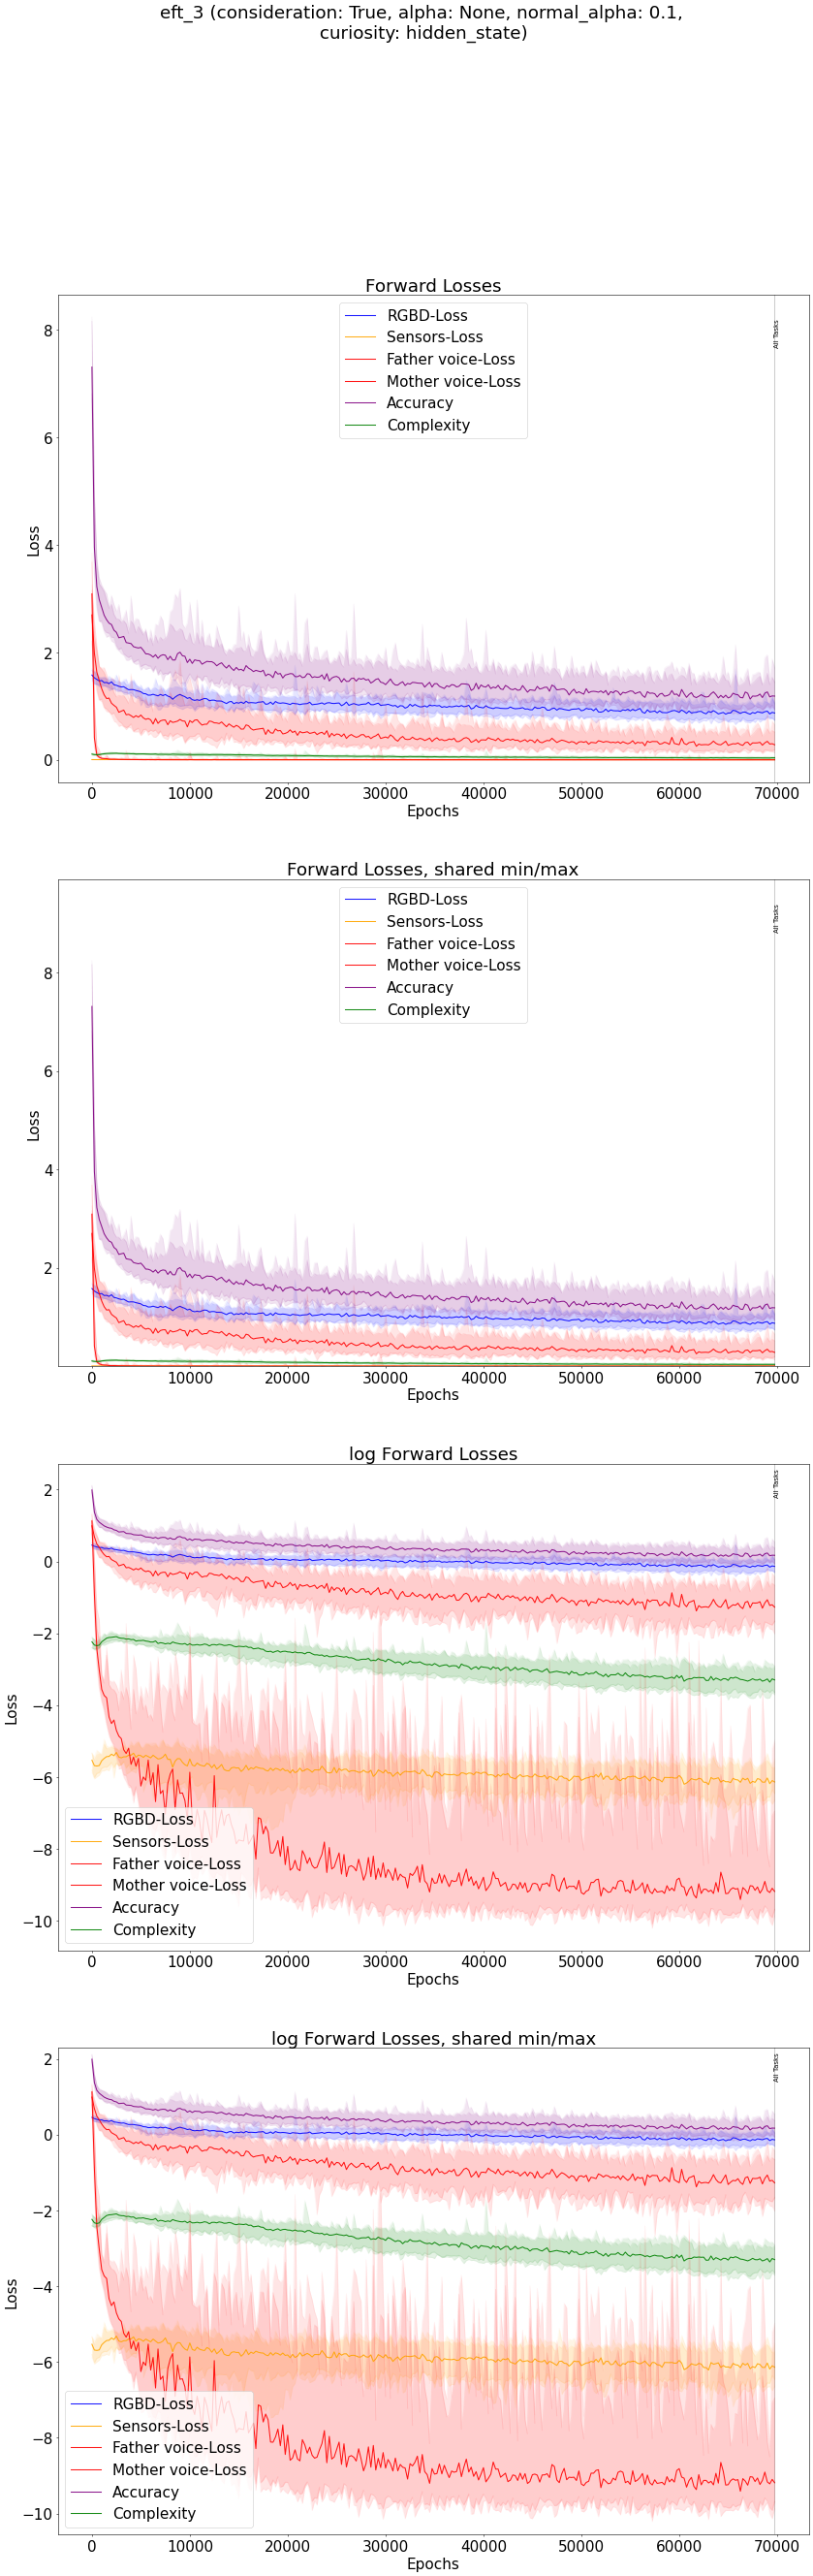 eft_3 (consideration: True, alpha: None, normal_alpha: 0.1,
curiosity: hidden_state)
Forward Losses
RGBD-Loss
Sensors-Loss
Father voice-Loss
Mother voice-Loss
Accuracy
Complexity
All Tasks
8
6
4
2
0
Loss
0 10000 20000 30000 40000 50000 60000 70000
Epochs
Forward Losses, shared min/max
RGBD-Loss
Sensors-Loss
Father voice-Loss
Mother voice-Loss
Accuracy
Complexity
All Tasks
8
6
4
2
Loss
0 10000 20000 30000 40000 50000 60000 70000
Epochs
log Forward Losses
All Tasks
2
0
−2
−4
−6
−8
−10
Loss
RGBD-Loss
Sensors-Loss
Father voice-Loss
Mother voice-Loss
Accuracy
Complexity
0 10000 20000 30000 40000 50000 60000 70000
Epochs
log Forward Losses, shared min/max
All Tasks
2
0
−2
−4
−6
−8
−10
Loss
RGBD-Loss
Sensors-Loss
Father voice-Loss
Mother voice-Loss
Accuracy
Complexity
0 10000 20000 30000 40000 50000 60000 70000
Epochs